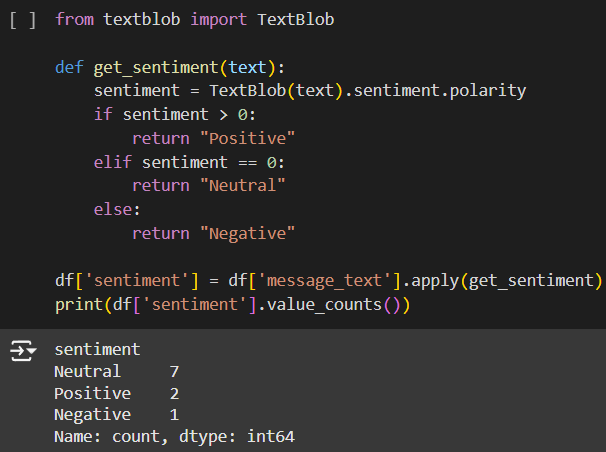 [ ] from textblob import TextBlob
def get_sentiment(text):
    sentiment = TextBlob(text).sentiment.polarity
    if sentiment > 0:
        return "Positive"
    elif sentiment == 0:
        return "Neutral"
    else:
        return "Negative"
df['sentiment'] = df['message_text'].apply(get_sentiment)
print(df['sentiment'].value_counts())
sentiment
Neutral     7
Positive    2
Negative    1
Name: count, dtype: int64